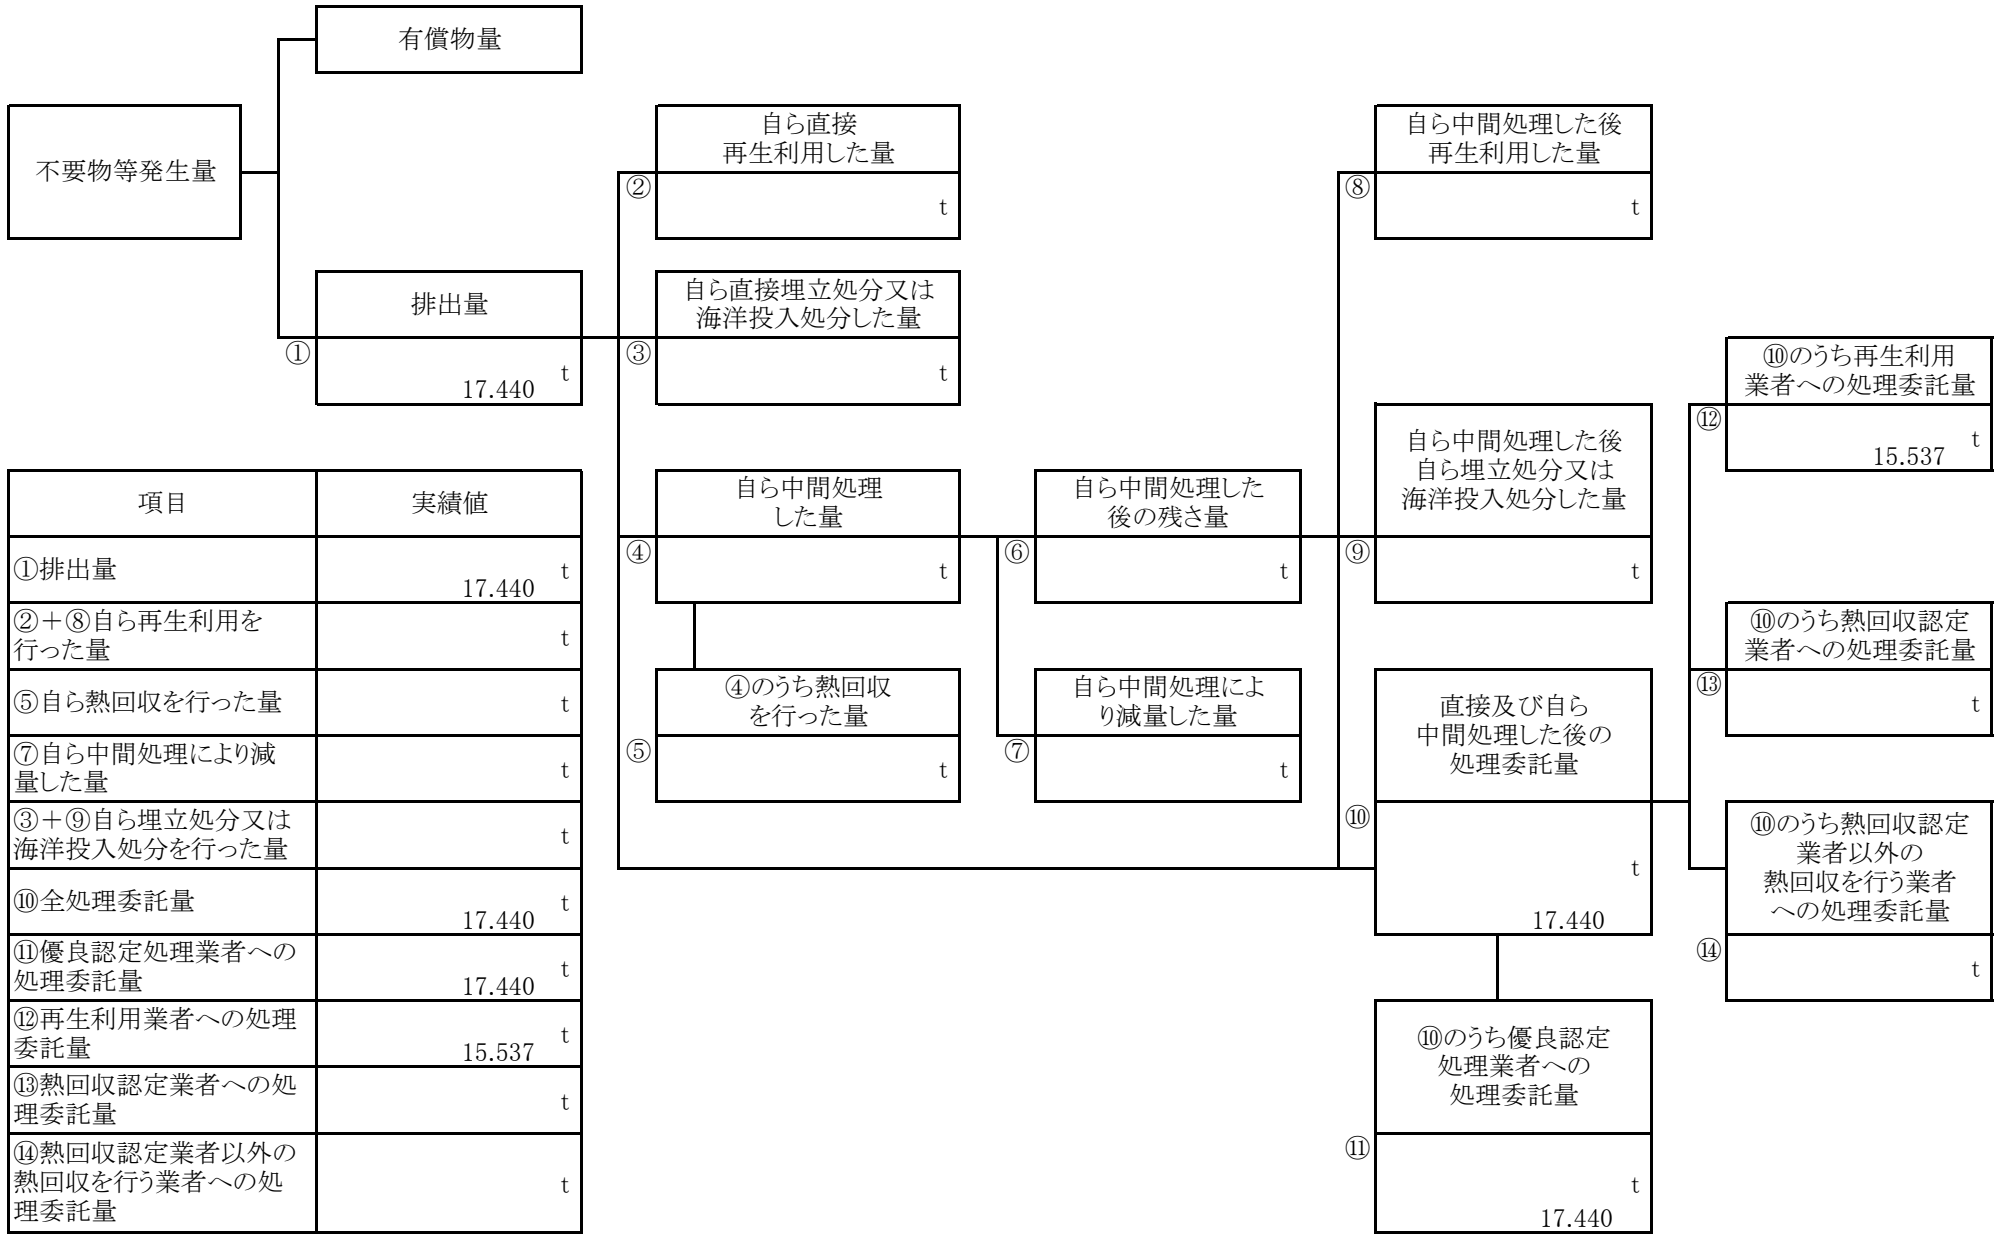 有償物量
不要物等発生量
自ら直接
再生利用した量
②
t
自ら中間処理した後
再生利用した量
⑧
t
排出量
①
t
17.440
自ら直接埋立処分又は
海洋投入処分した量
③
t
⑩のうち再生利用
業者への処理委託量
⑫
t
15.537
自ら中間処理
した量
④
t
自ら中間処理した
後の残さ量
⑥
t
自ら中間処理した後
自ら埋立処分又は
海洋投入処分した量
⑨
t
⑩のうち熱回収認定
業者への処理委託量
⑬
t
④のうち熱回収
を行った量
⑤
t
自ら中間処理によ
り減量した量
⑦
t
直接及び自ら
中間処理した後の
処理委託量
⑩
t
17.440
⑩のうち熱回収認定
業者以外の
熱回収を行う業者
への処理委託量
⑭
t
⑩のうち優良認定
処理業者への
処理委託量
⑪
t
17.440
項目 実績値
①排出量 t
17.440
②+⑧自ら再生利用を
行った量 t
⑤自ら熱回収を行った量 t
⑦自ら中間処理により減
量した量 t
③+⑨自ら埋立処分又は
海洋投入処分を行った量 t
⑩全処理委託量 t
17.440
⑪優良認定処理業者への
処理委託量 t
17.440
⑫再生利用業者への処理
委託量 t
15.537
⑬熱回収認定業者への処
理委託量 t
⑭熱回収認定業者以外の
熱回収を行う業者への処 t
理委託量